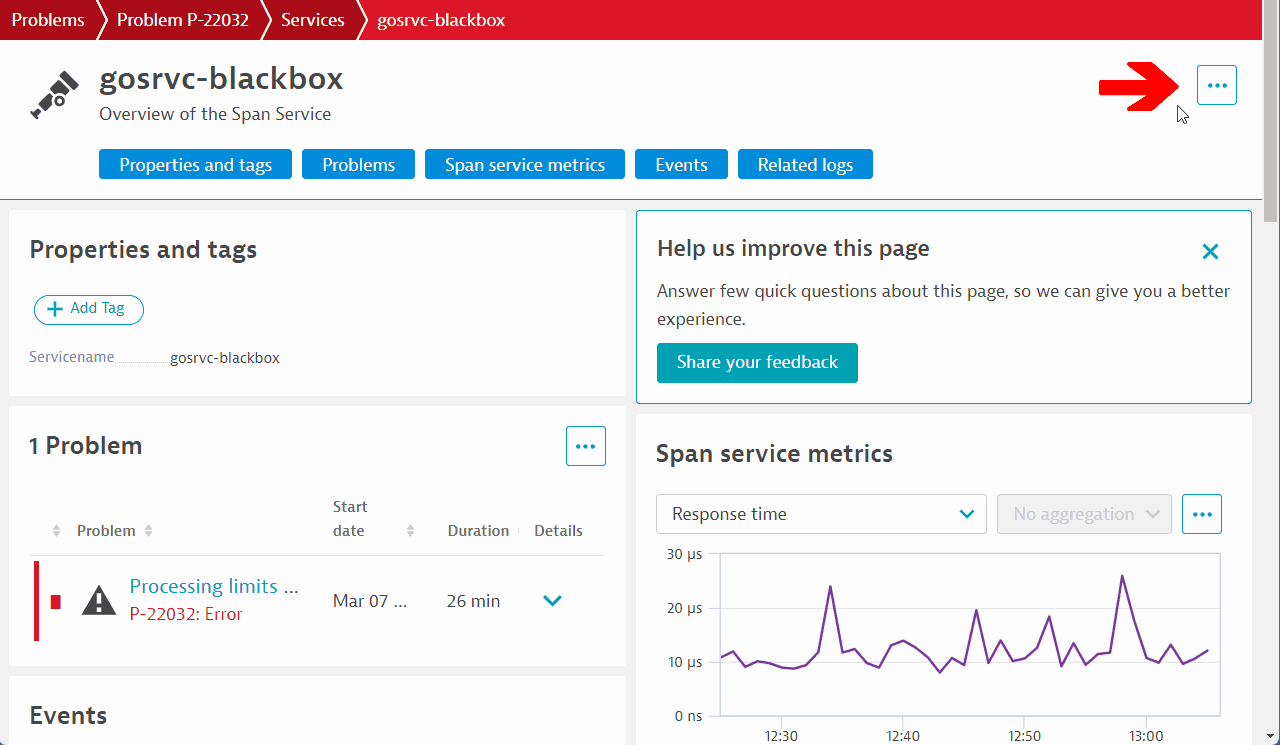 Problems Problem P-22032 Services gosrvc-blackbox
gosrvc-blackbox
Overview of the Span Service
Properties and tags Problems Span service metrics Events Related logs
Properties and tags
Add Tag
Servicename gosrvc-blackbox
Help us improve this page
Answer few quick questions about this page, so we can give you a better
experience.
Share your feedback
1 Problem
Problem Start date Duration Details
Processing limits ... Mar 07 ... 26 min
P-22032: Error
Events
Span service metrics
Response time No aggregation
30 µs
20 µs
10 µs
0 ns
12:30 12:40 12:50 13:00